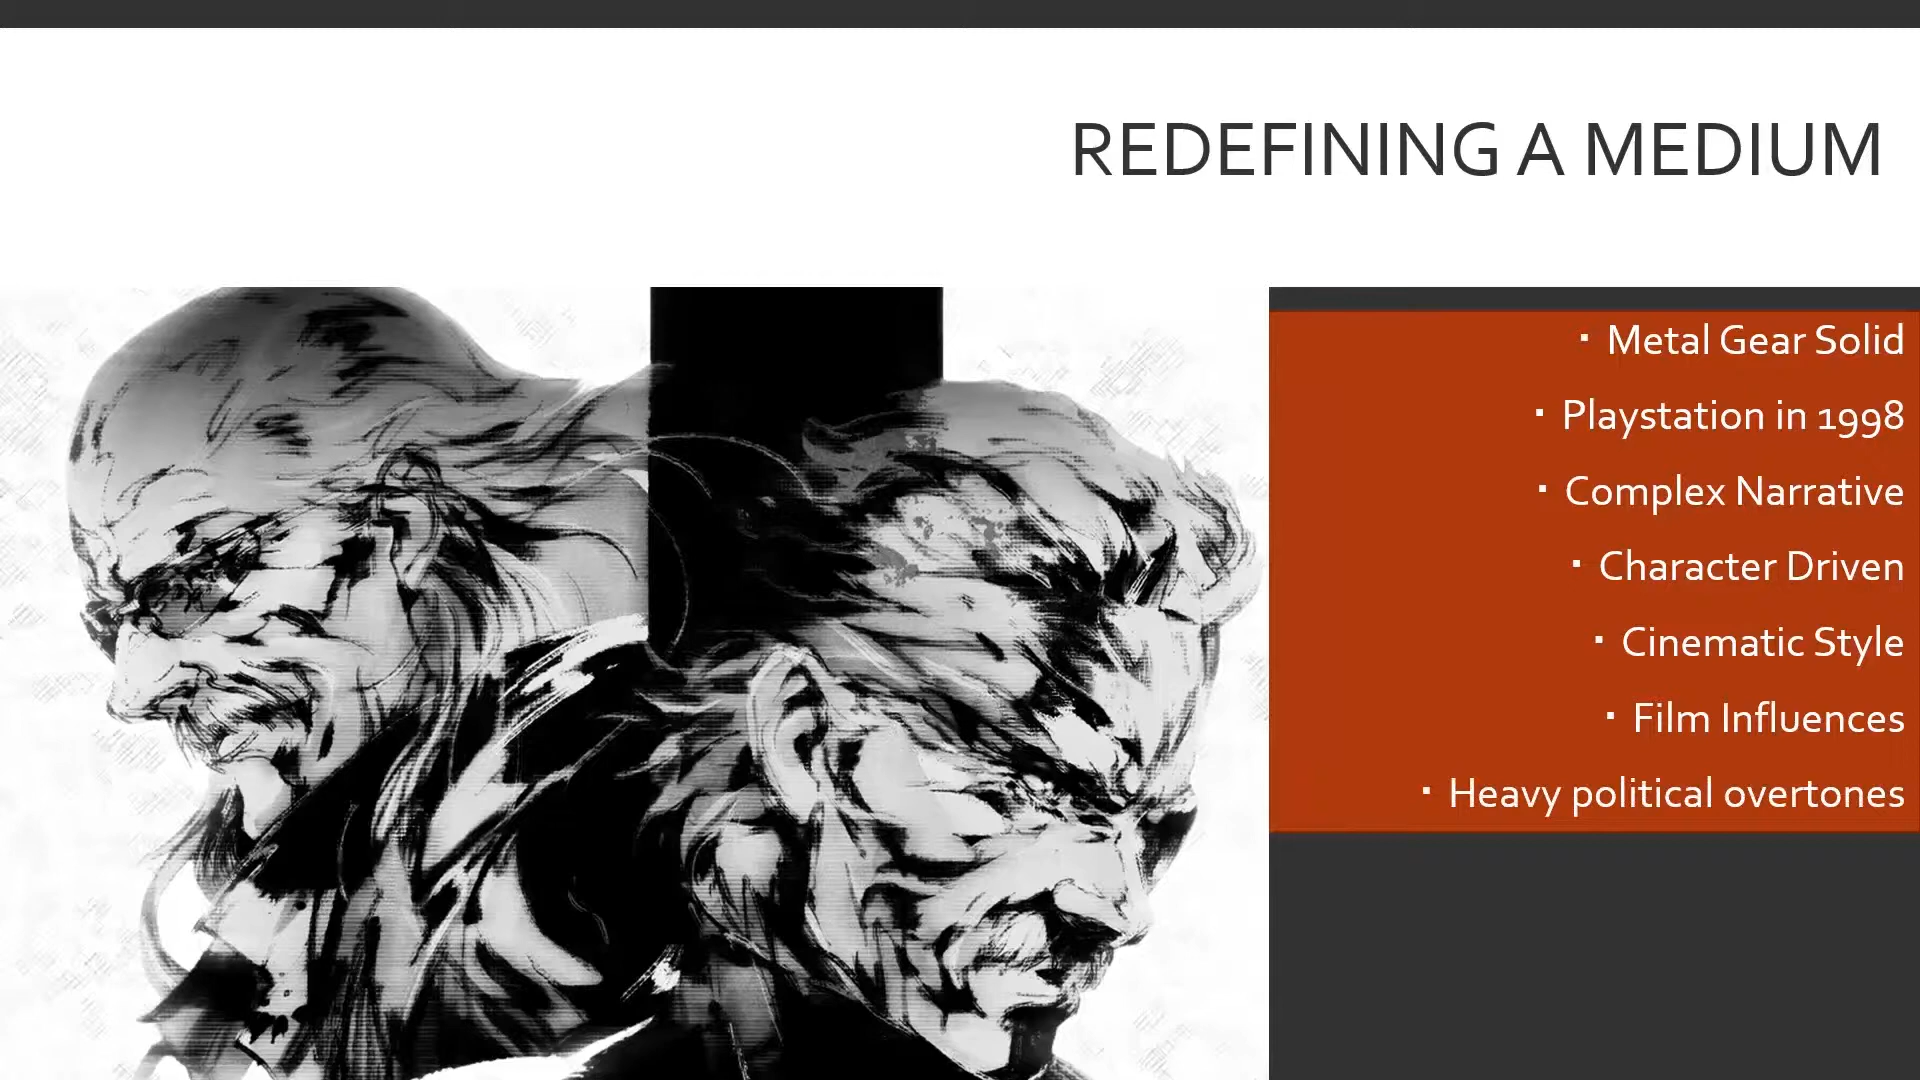 REDEFINING A MEDIUM
▪ Metal Gear Solid
▪ Playstation in 1998
▪ Complex Narrative
▪ Character Driven
▪ Cinematic Style
▪ Film Influences
▪ Heavy political overtones